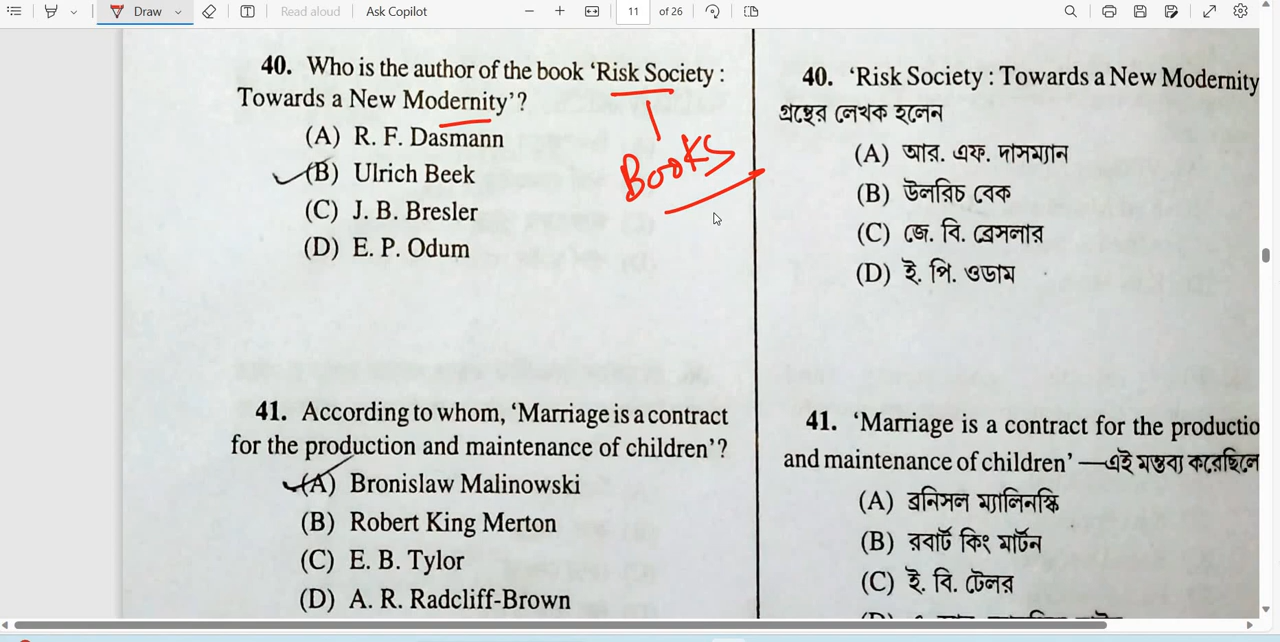 Draw
Read aloud
Ask Copilot
11 of 26
40. Who is the author of the book ‘Risk Society :
Towards a New Modernity’?
(A) R. F. Dasmann
(B) Ulrich Beek
(C) J. B. Bresler
(D) E. P. Odum
Books
41. According to whom, ‘Marriage is a contract
for the production and maintenance of children’?
(A) Bronislaw Malinowski
(B) Robert King Merton
(C) E. B. Tylor
(D) A. R. Radcliff-Brown
40. ‘Risk Society : Towards a New Modernity
গ্রন্থের লেখক হলেন
(A) আর. এফ. দাসম্যান
(B) উলরিচ বেক
(C) জে. বি. ব্রেসলার
(D) ই. পি. ওডাম
41. ‘Marriage is a contract for the productio
and maintenance of children’ —এই মন্তব্য করেছিলে
(A) ব্রনিসল ম্যালিনস্কি
(B) রবার্ট কিং মার্টন
(C) ই. বি. টেলর